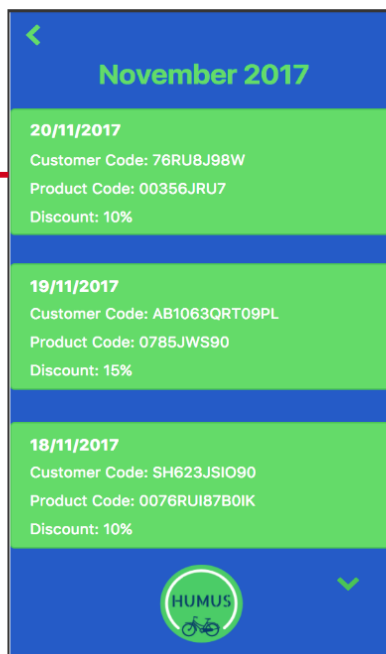 November 2017
20/11/2017
Customer Code: 76RU8J98W
Product Code: 00356JRU7
Discount: 10%
19/11/2017
Customer Code: AB1063QRT09PL
Product Code: 0785JWS90
Discount: 15%
18/11/2017
Customer Code: SH623JSIO90
Product Code: 0076RUI87B0IK
Discount: 10%
HUMUS